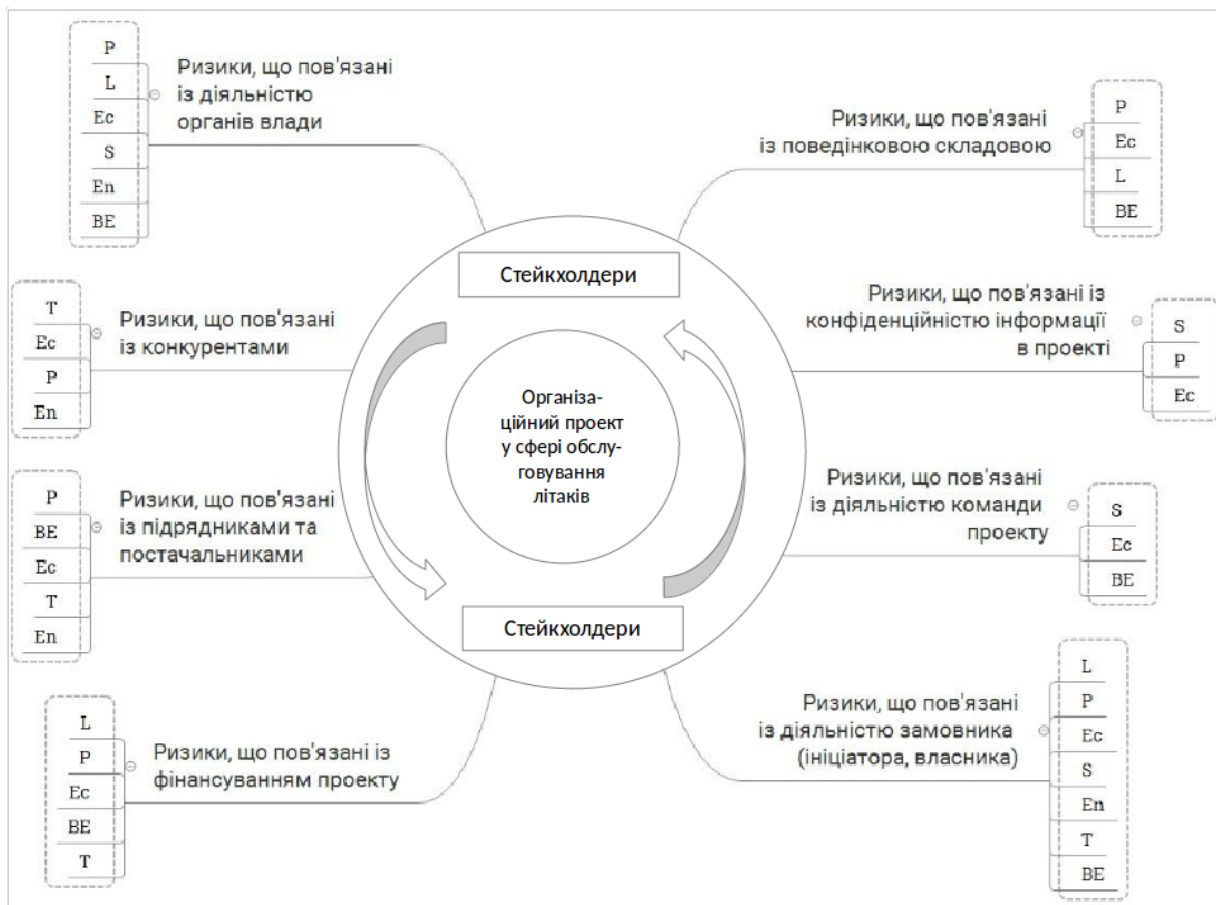 P
L
Ec
S
En
BE
Ризики, що пов'язані
із діяльністю
органів влади
Ризики, що пов'язані
із поведінковою складовою
P
Ec
L
BE
Стейкхолдери
T
Ec
P
En
Ризики, що пов'язані
із конкурентами
Ризики, що пов'язані із
конфіденційністю інформації
в проекті
S
P
Ec
Організа-
ційний проект
у сфері обслу-
говування
літаків
P
BE
Ec
T
En
Ризики, що пов'язані
із підрядниками та
постачальниками
Ризики, що пов'язані
із діяльністю команди
проекту
S
Ec
BE
Стейкхолдери
L
P
Ec
BE
T
Ризики, що пов'язані із
фінансуванням проекту
Ризики, що пов'язані
із діяльністю замовника
(ініціатора, власника)
L
P
Ec
S
En
T
BE